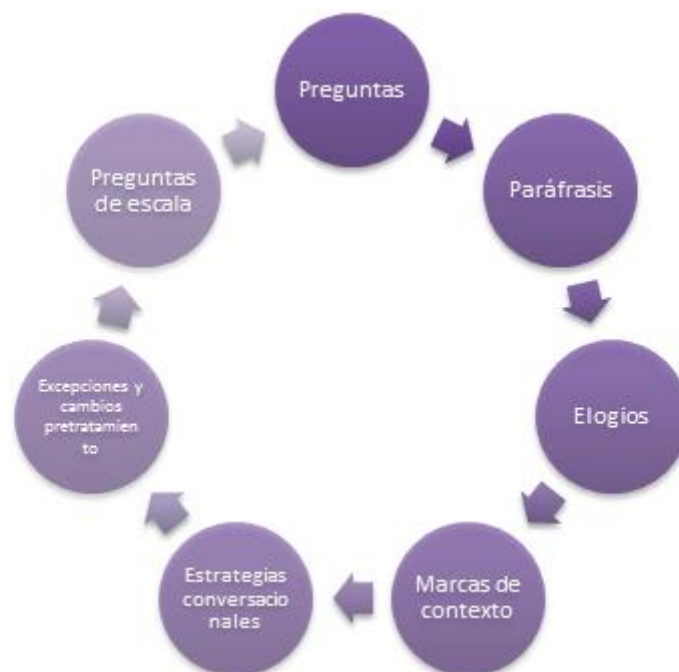 Preguntas
Paráfrasis
Elogios
Marcas de
contexto
Estrategias
conversacio
nales
Excepciones y
cambios
pretratamien
to
Preguntas
de escala